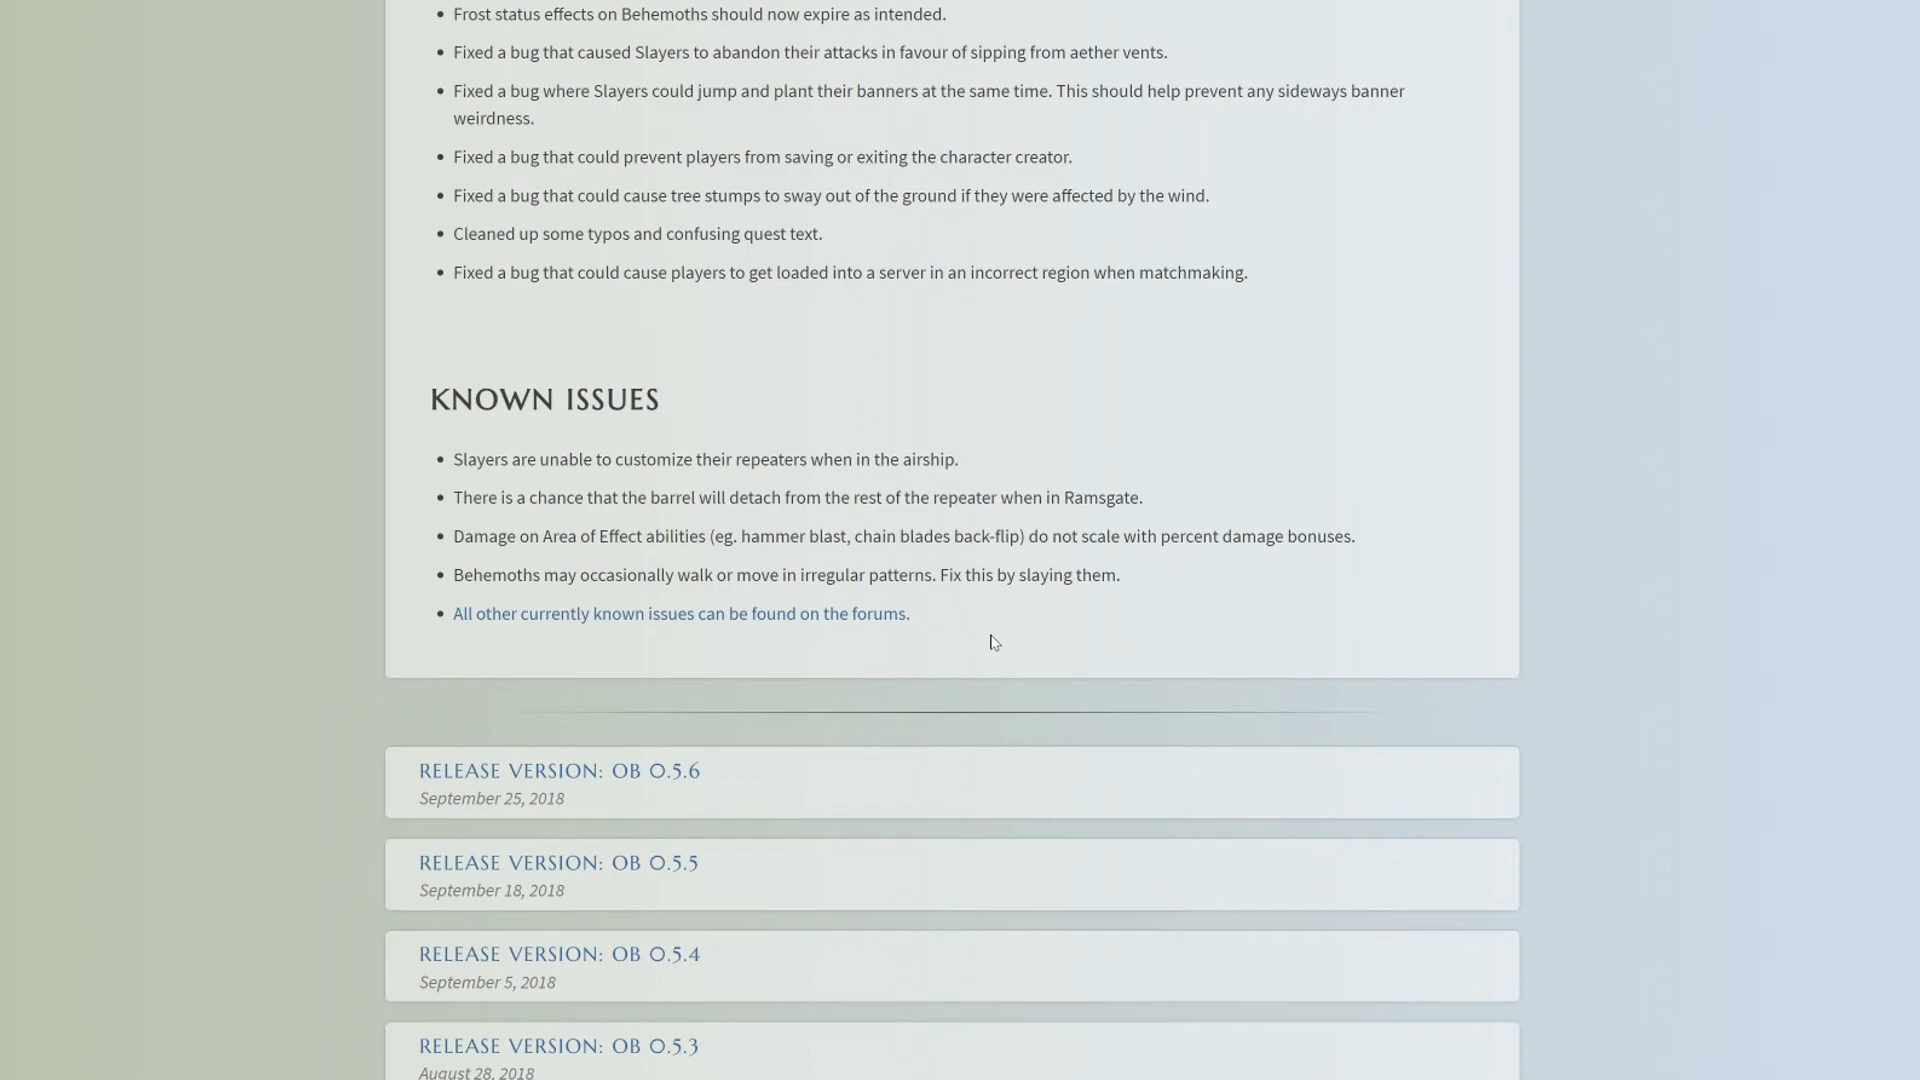 Frost status effects on Behemoths should now expire as intended.
Fixed a bug that caused Slayers to abandon their attacks in favour of sipping from aether vents.
Fixed a bug where Slayers could jump and plant their banners at the same time. This should help prevent any sideways banner
weirdness.
Fixed a bug that could prevent players from saving or exiting the character creator.
Fixed a bug that could cause tree stumps to sway out of the ground if they were affected by the wind.
Cleaned up some typos and confusing quest text.
Fixed a bug that could cause players to get loaded into a server in an incorrect region when matchmaking.
KNOWN ISSUES
Slayers are unable to customize their repeaters when in the airship.
There is a chance that the barrel will detach from the rest of the repeater when in Ramsgate.
Damage on Area of Effect abilities (eg. hammer blast, chain blades back-flip) do not scale with percent damage bonuses.
Behemoths may occasionally walk or move in irregular patterns. Fix this by slaying them.
All other currently known issues can be found on the forums.
RELEASE VERSION: OB 0.5.6
September 25, 2018
RELEASE VERSION: OB 0.5.5
September 18, 2018
RELEASE VERSION: OB 0.5.4
September 5, 2018
RELEASE VERSION: OB 0.5.3
August 28, 2018